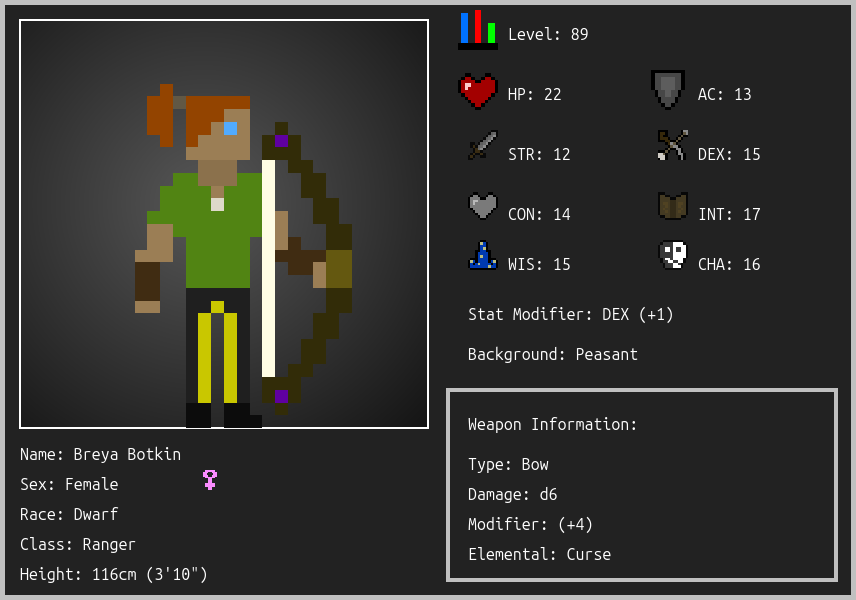 Level: 89
HP: 22
AC: 13
STR: 12
DEX: 15
CON: 14
INT: 17
WIS: 15
CHA: 16
Stat Modifier: DEX (+1)
Background: Peasant
Weapon Information:
Type: Bow
Damage: d6
Modifier: (+4)
Elemental: Curse
Name: Breya Botkin
Sex: Female
Race: Dwarf
Class: Ranger
Height: 116cm (3'10")